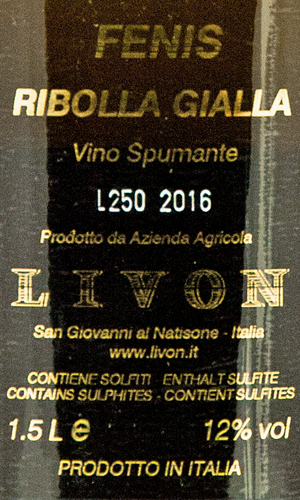 FENIS
RIBOLLA GIALLA
Vino Spumante
L250 2016
Prodotto da Azienda Agricola
LIVON
San Giovanni al Natisone - Italia
www.livon.it
CONTIENE SOLFITI ENTHALT SULFITE
CONTAINS SULPHITES - CONTIENT SULFITES
1.5 L e 12% vol
PRODOTTO IN ITALIA